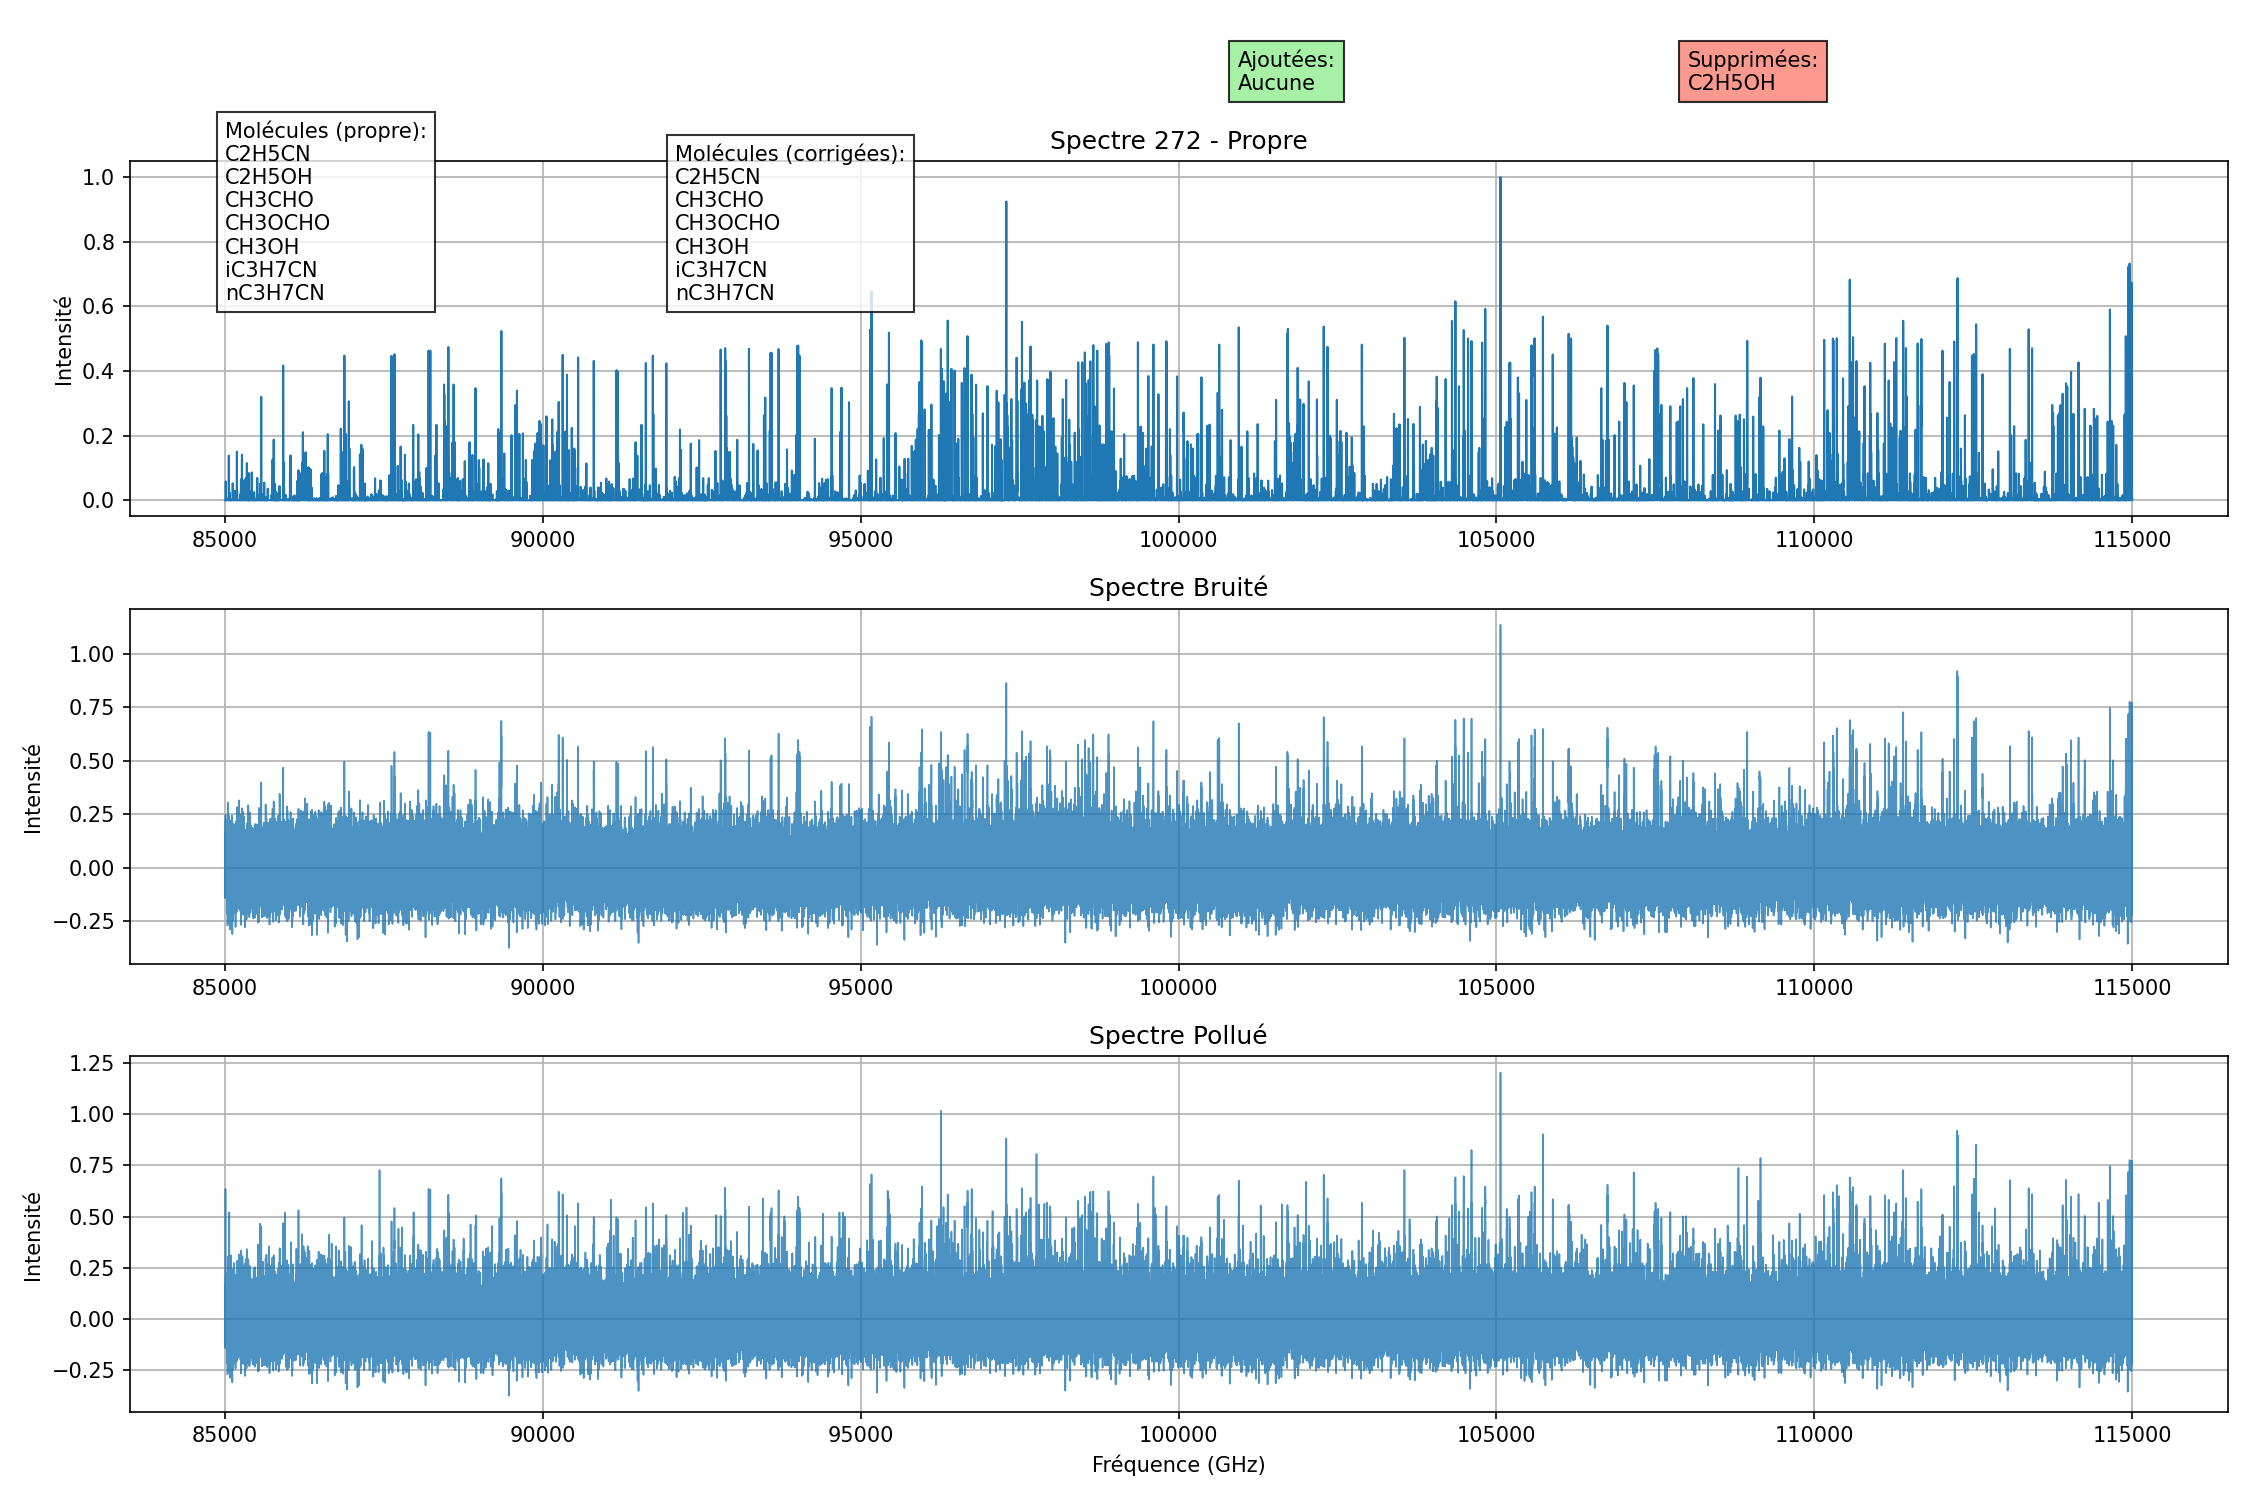 Ajoutées:
Aucune
Supprimées:
C2H5OH
Molécules (propre):
C2H5CN
C2H5OH
CH3CHO
CH3OCHO
CH3OH
iC3H7CN
nC3H7CN
Molécules (corrigées):
C2H5CN
CH3CHO
CH3OCHO
CH3OH
iC3H7CN
nC3H7CN
Spectre 272 - Propre
Intensité
1.0
0.8
0.6
0.4
0.2
0.0
85000 90000 95000 100000 105000 110000 115000
Spectre Bruité
Intensité
1.00
0.75
0.50
0.25
0.00
−0.25
85000 90000 95000 100000 105000 110000 115000
Spectre Pollué
Intensité
1.25
1.00
0.75
0.50
0.25
0.00
−0.25
85000 90000 95000 100000 105000 110000 115000
Fréquence (GHz)